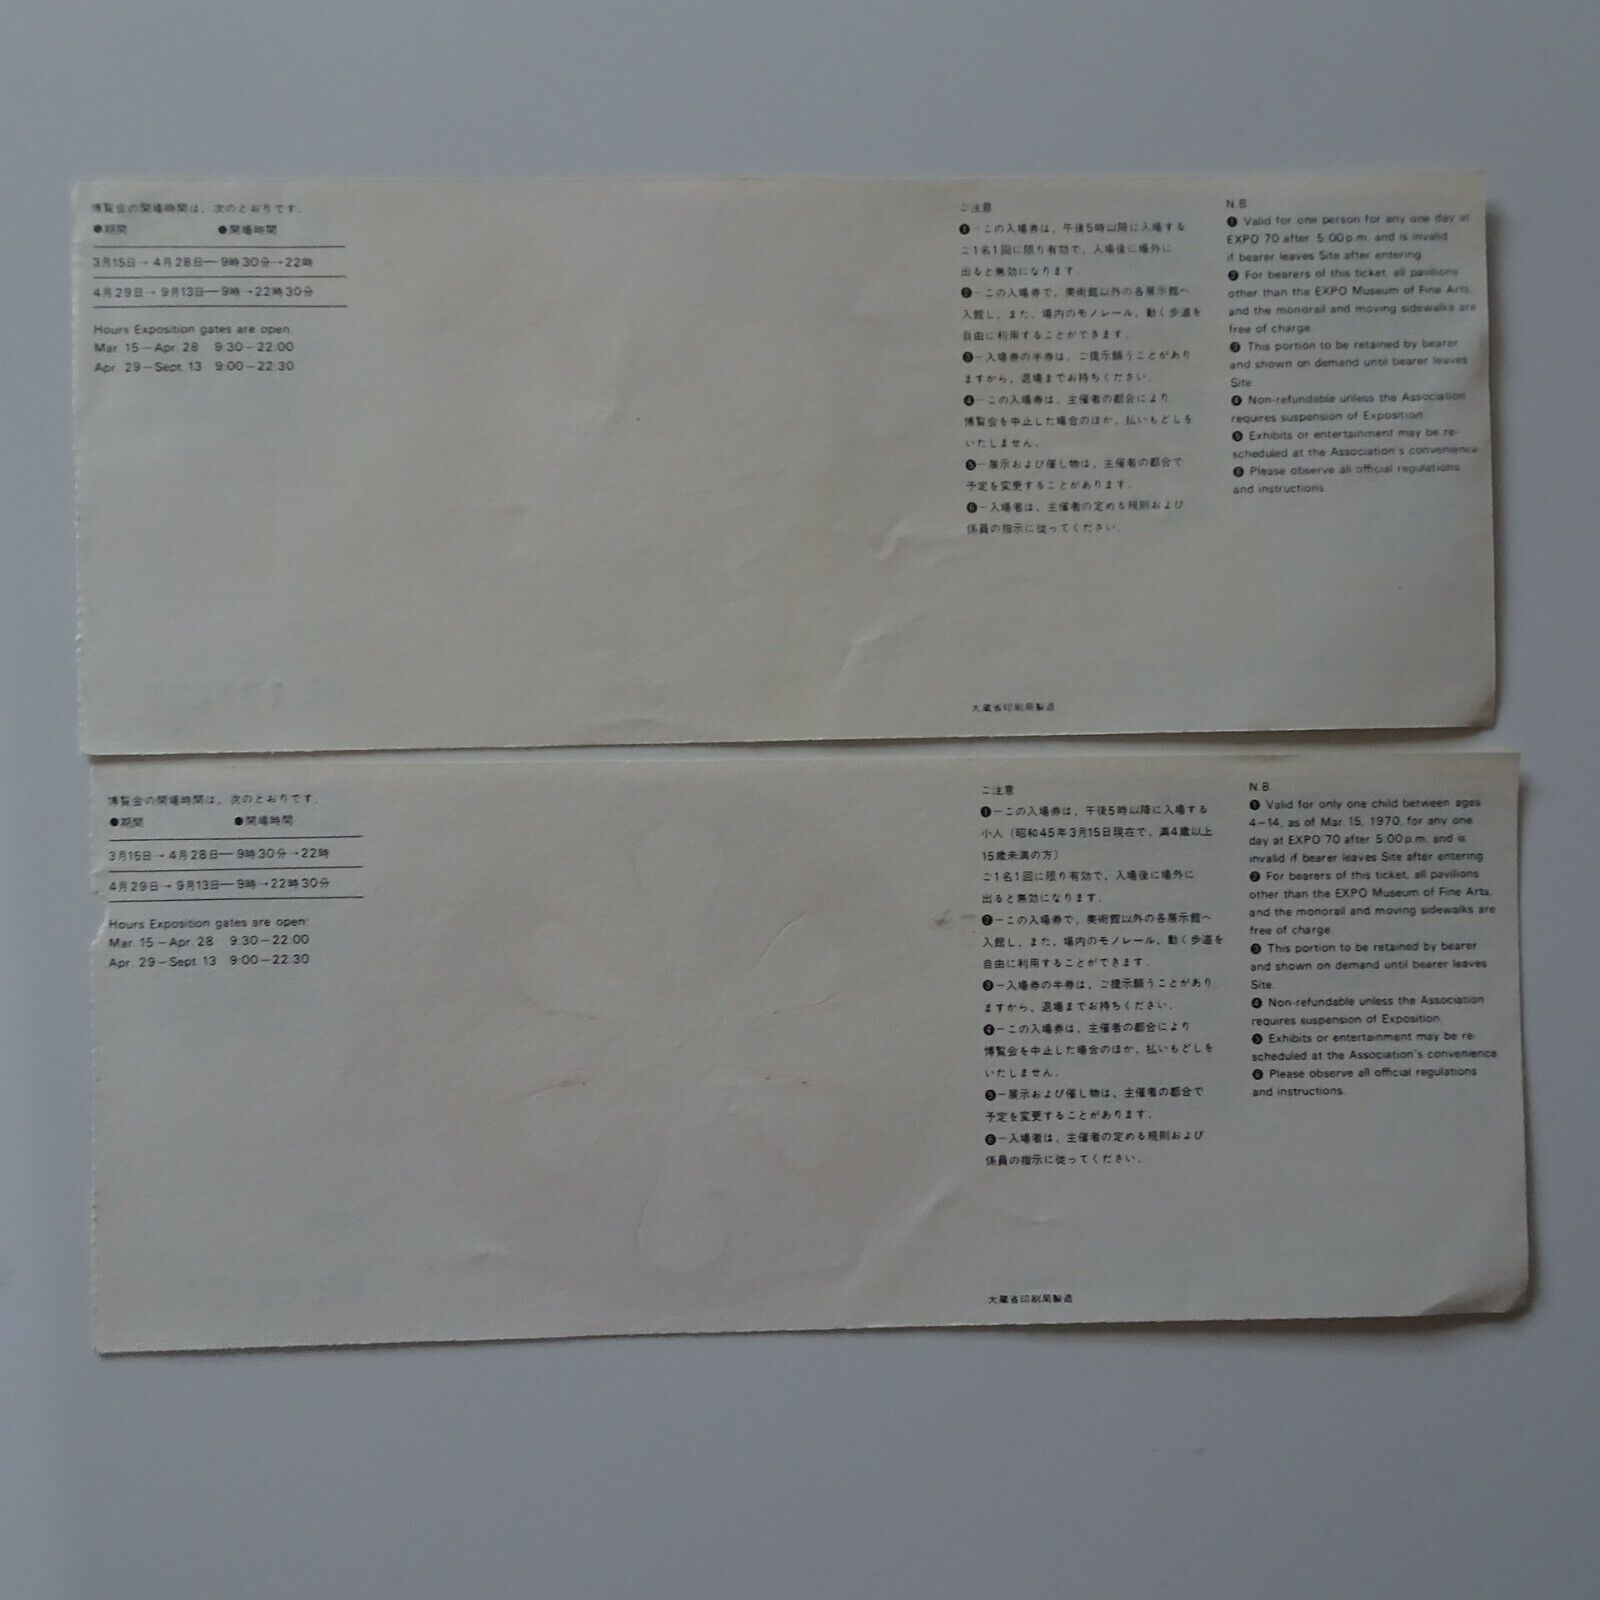 博覧会の開場時間は、次のとおりです。
●期間 ●開場時間
3月15日→4月28日―9時30分→22時
4月29日→9月13日―9時→22時30分
Hours Exposition gates are open:
Mar. 15–Apr. 28 9:30–22:00
Apr. 29–Sept. 13 9:00–22:30
ご注意
❶–この入場券は、午後5時以降に入場する
ご1名1回に限り有効で、入場後に場外に
出ると無効になります。
❷–この入場券で、美術館以外の各展示館へ
入館し、また、場内のモノレール、動く歩道を
自由に利用することができます。
❸–入場券の半券は、ご提示願うことがあり
ますから、退場までお持ちください。
❹–この入場券は、主催者の都合により
博覧会を中止した場合のほか、払いもどしを
いたしません。
❺–展示および催し物は、主催者の都合で
予定を変更することがあります。
❻–入場者は、主催者の定める規則および
係員の指示に従ってください。
大蔵省印刷局製造
N.B.
❶ Valid for one person for any one day at
EXPO'70 after 5:00p.m. and is invalid
if bearer leaves Site after entering.
❷ For bearers of this ticket, all pavilions
other than the EXPO Museum of Fine Arts,
and the monorail and moving sidewalks are
free of charge.
❸ This portion to be retained by bearer
and shown on demand until bearer leaves
Site.
❹ Non-refundable unless the Association
requires suspension of Exposition.
❺ Exhibits or entertainment may be re-
scheduled at the Association's convenience
❻ Please observe all official regulations
and instructions.
博覧会の開場時間は、次のとおりです。
●期間 ●開場時間
3月15日→4月28日―9時30分→22時
4月29日→9月13日―9時→22時30分
Hours Exposition gates are open:
Mar. 15–Apr. 28 9:30–22:00
Apr. 29–Sept. 13 9:00–22:30
ご注意
❶–この入場券は、午後5時以降に入場する
小人（昭和45年3月15日現在で、満4歳以上
15歳未満の方）
ご1名1回に限り有効で、入場後に場外に
出ると無効になります。
❷–この入場券で、美術館以外の各展示館へ
入館し、また、場内のモノレール、動く歩道を
自由に利用することができます。
❸–入場券の半券は、ご提示願うことがあり
ますから、退場までお持ちください。
❹–この入場券は、主催者の都合により
博覧会を中止した場合のほか、払いもどしを
いたしません。
❺–展示および催し物は、主催者の都合で
予定を変更することがあります。
❻–入場者は、主催者の定める規則および
係員の指示に従ってください。
大蔵省印刷局製造
N.B.
❶ Valid for only one child between ages
4–14, as of Mar. 15, 1970, for any one
day at EXPO'70 after 5:00p.m. and is
invalid if bearer leaves Site after entering
❷ For bearers of this ticket, all pavilions
other than the EXPO Museum of Fine Arts,
and the monorail and moving sidewalks are
free of charge.
❸ This portion to be retained by bearer
and shown on demand until bearer leaves
Site.
❹ Non-refundable unless the Association
requires suspension of Exposition.
❺ Exhibits or entertainment may be re-
scheduled at the Association's convenience
❻ Please observe all official regulations
and instructions.